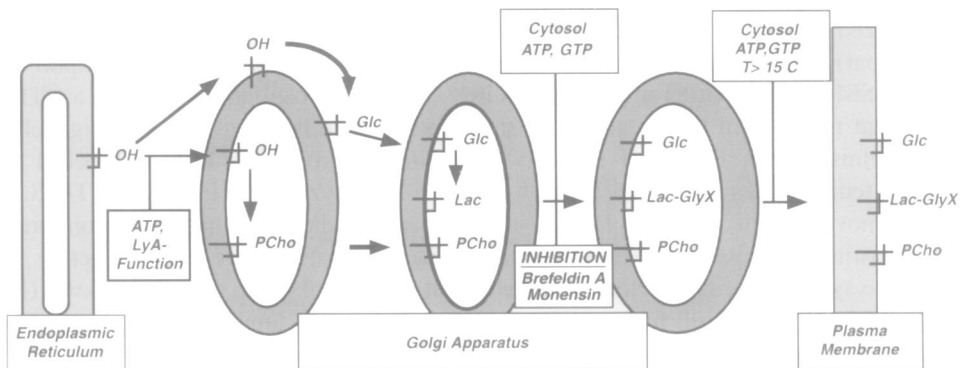 OH
Cytosol
ATP, GTP
Cytosol
ATP,GTP
T> 15 C
Glc
OH
OH
Glc
Glc
Glc
Lac
Lac-GlyX
Lac-GlyX
ATP,
LyA-
Function
PCho
PCho
PCho
PCho
INHIBITION
Brefeldin A
Monensin
Endoplasmic
Reticulum
Golgi Apparatus
Plasma
Membrane